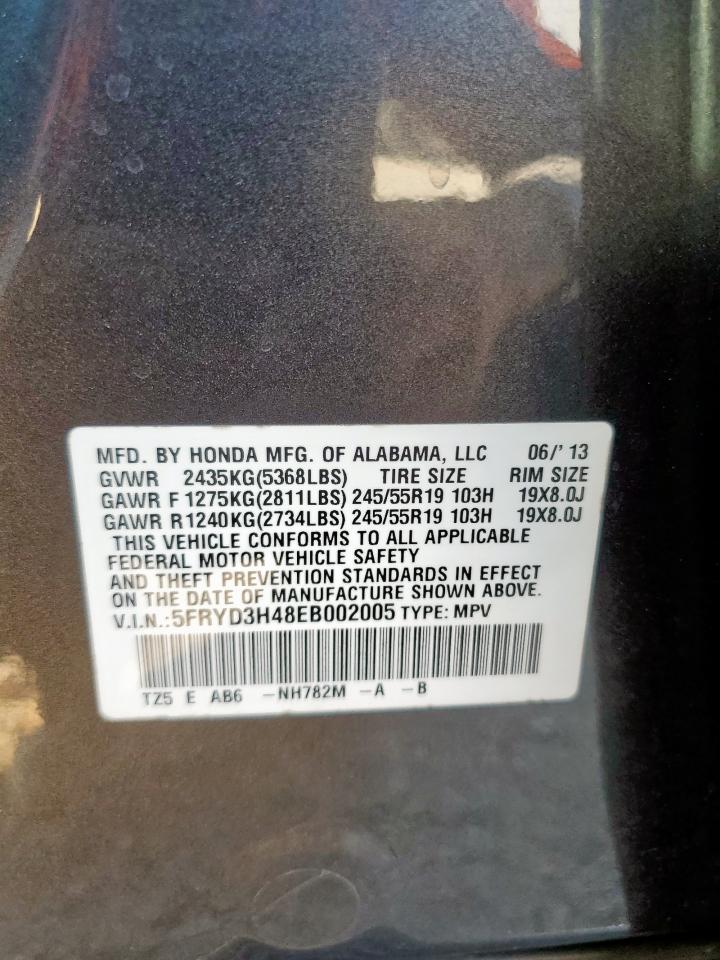 MFD. BY HONDA MFG. OF ALABAMA, LLC 06/'13
GVWR 2435KG(5368LBS) TIRE SIZE RIM SIZE
GAWR F 1275KG(2811LBS) 245/55R19 103H 19X8.0J
GAWR R 1240KG(2734LBS) 245/55R19 103H 19X8.0J
THIS VEHICLE CONFORMS TO ALL APPLICABLE
FEDERAL MOTOR VEHICLE SAFETY
AND THEFT PREVENTION STANDARDS IN EFFECT
ON THE DATE OF MANUFACTURE SHOWN ABOVE.
V.I.N.:5FRYD3H48EB002005 TYPE: MPV
TZ5 E AB6 -NH782M -A -B